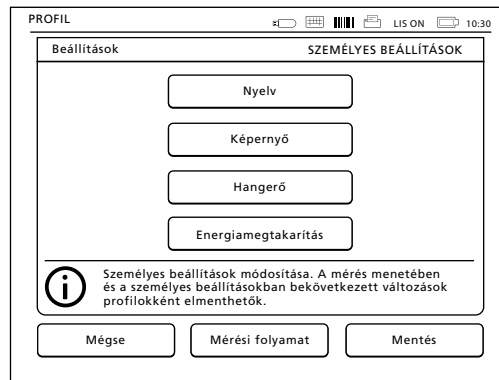 PROFIL LIS ON 10:30
Beállítások SZEMÉLYES BEÁLLÍTÁSOK
Nyelv
Képernyő
Hangerő
Energiamegtakarítás
Személyes beállítások módosítása. A mérés menetében
és a személyes beállításokban bekövetkezett változások
profilokként elmenthetők.
Mégse Mérési folyamat Mentés